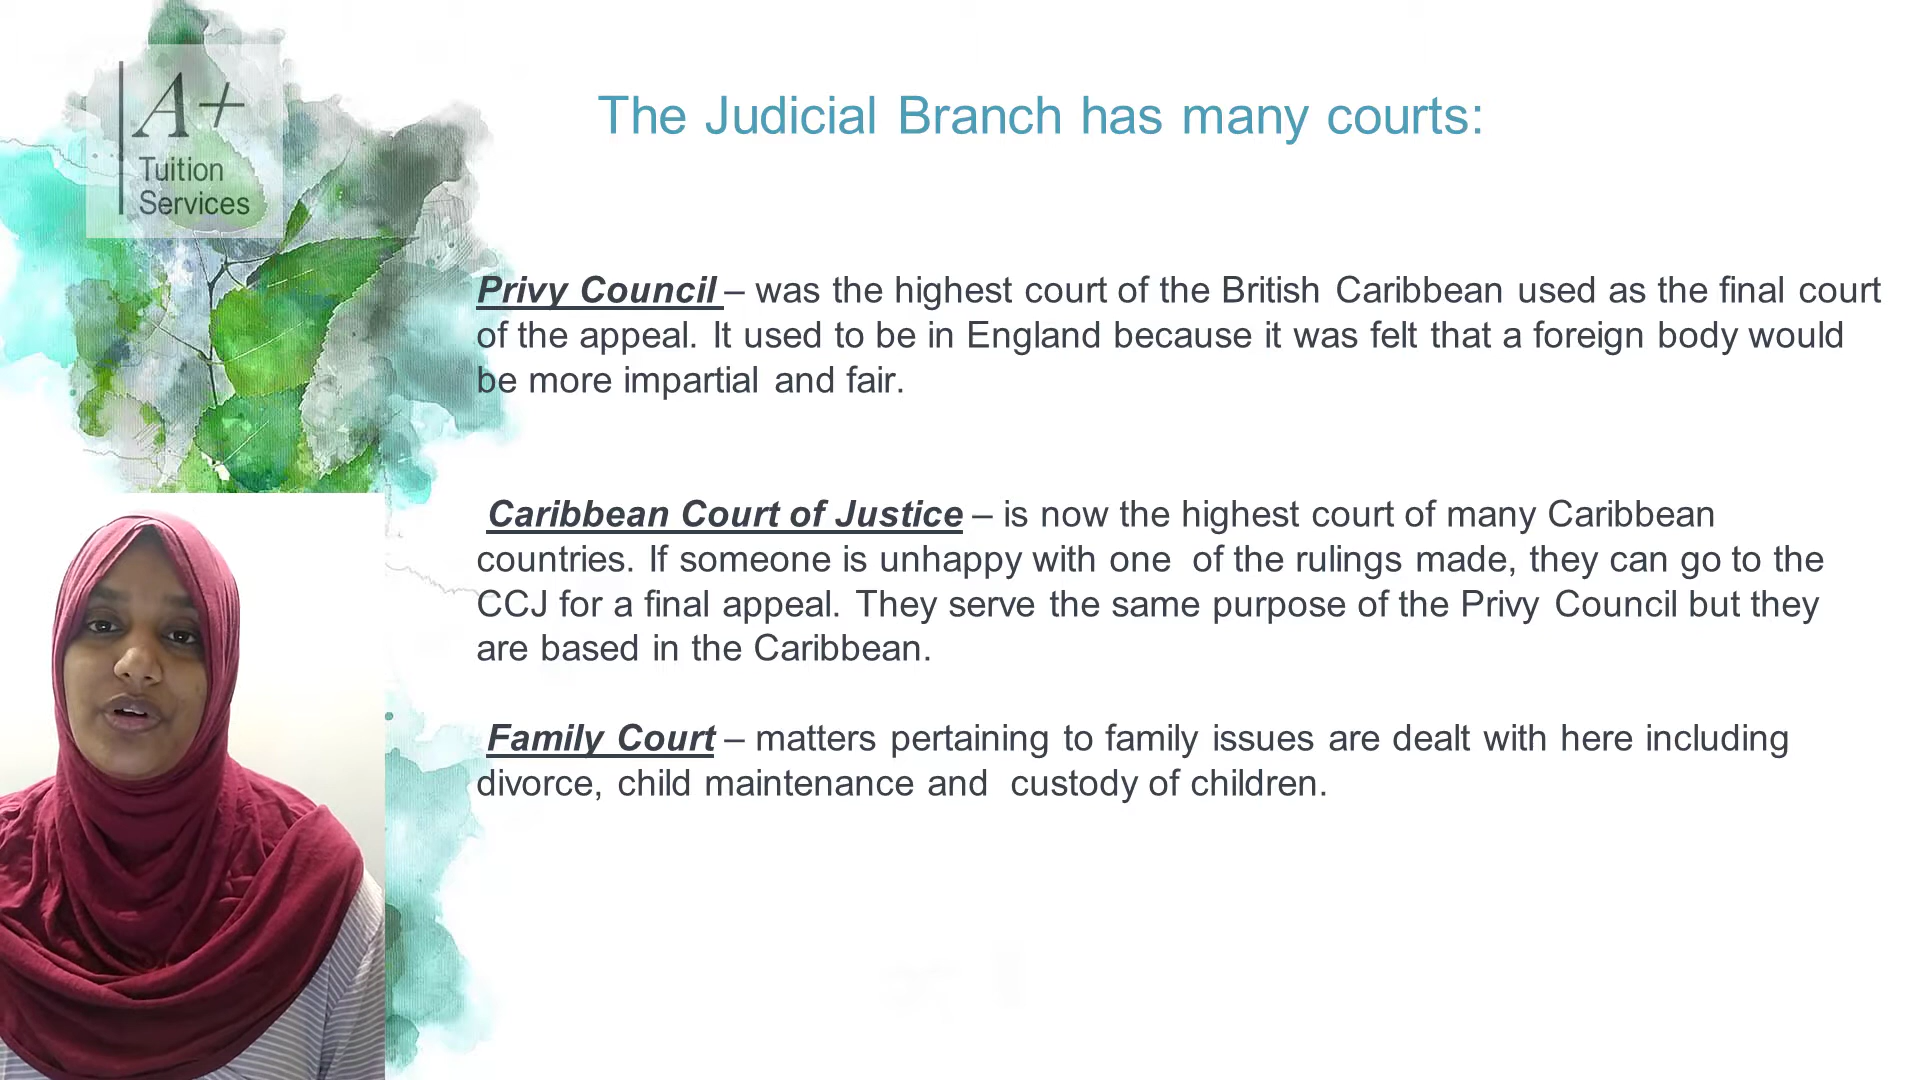 A+
Tuition
Services
The Judicial Branch has many courts:
Privy Council – was the highest court of the British Caribbean used as the final court
of the appeal. It used to be in England because it was felt that a foreign body would
be more impartial and fair.
Caribbean Court of Justice – is now the highest court of many Caribbean
countries. If someone is unhappy with one of the rulings made, they can go to the
CCJ for a final appeal. They serve the same purpose of the Privy Council but they
are based in the Caribbean.
Family Court – matters pertaining to family issues are dealt with here including
divorce, child maintenance and custody of children.